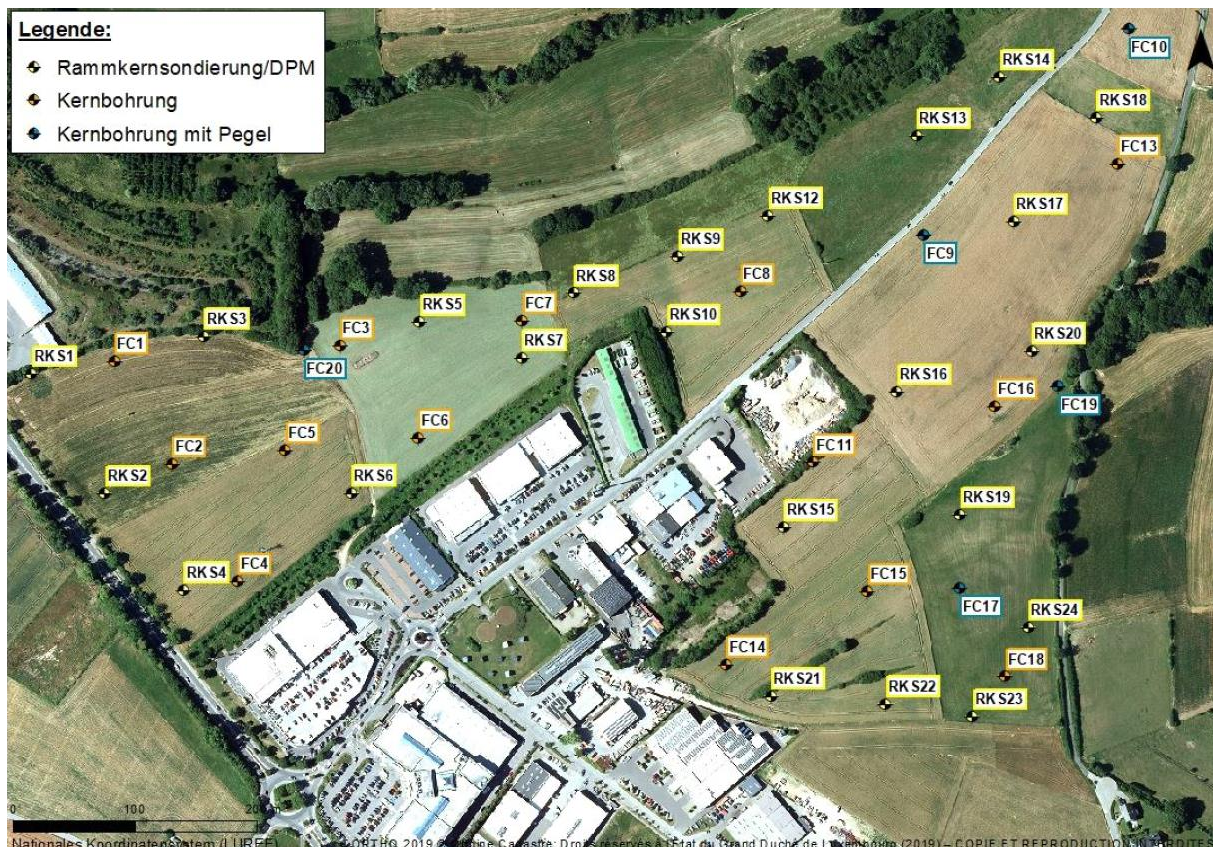 Legende:
Rammkernsondierung/DPM
Kernbohrung
Kernbohrung mit Pegel
FC10
RKS14
RKS18
RKS13
FC13
RKS12
RKS17
RKS9
FC9
FC8
RKS8
FC7
RKS5
RKS3
FC3
RKS10
RKS20
FC1
RKS7
RKS1
FC20
RKS16
FC16
FC19
FC6
FC5
FC2
FC11
RKS2
RKS6
RKS19
RKS15
FC4
RKS4
FC15
FC17
RKS24
FC14
FC18
RKS21
RKS22
RKS23
0 100
Nationales Koordinatensystem (LUREF)
ORTHO 2019 © Origine Cadastre: Droits réservés à l'Etat du Grand Duché de Luxembourg (2019) – COPIE ET REPRODUCTION INTERDITES